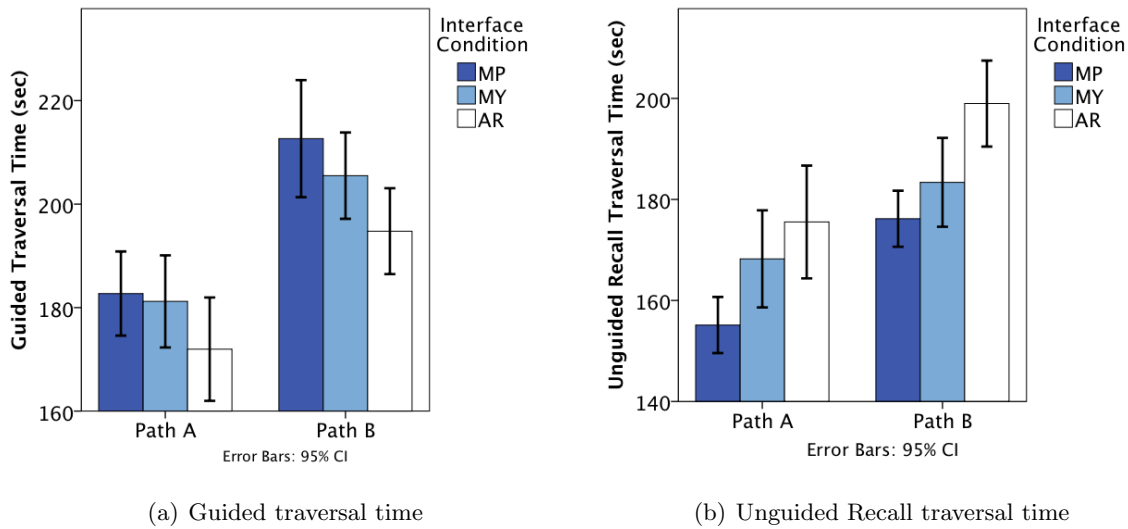 Guided Traversal Time (sec)
220
200
180
160
Path A
Path B
Error Bars: 95% CI
Interface
Condition
MP
MY
AR
(a) Guided traversal time
Unguided Recall Traversal Time (sec)
200
180
160
140
Path A
Path B
Error Bars: 95% CI
Interface
Condition
MP
MY
AR
(b) Unguided Recall traversal time